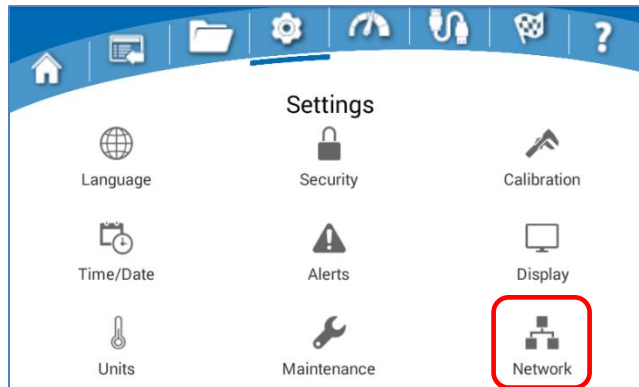 ?
Settings
Language
Security
Calibration
Time/Date
Alerts
Display
Units
Maintenance
Network